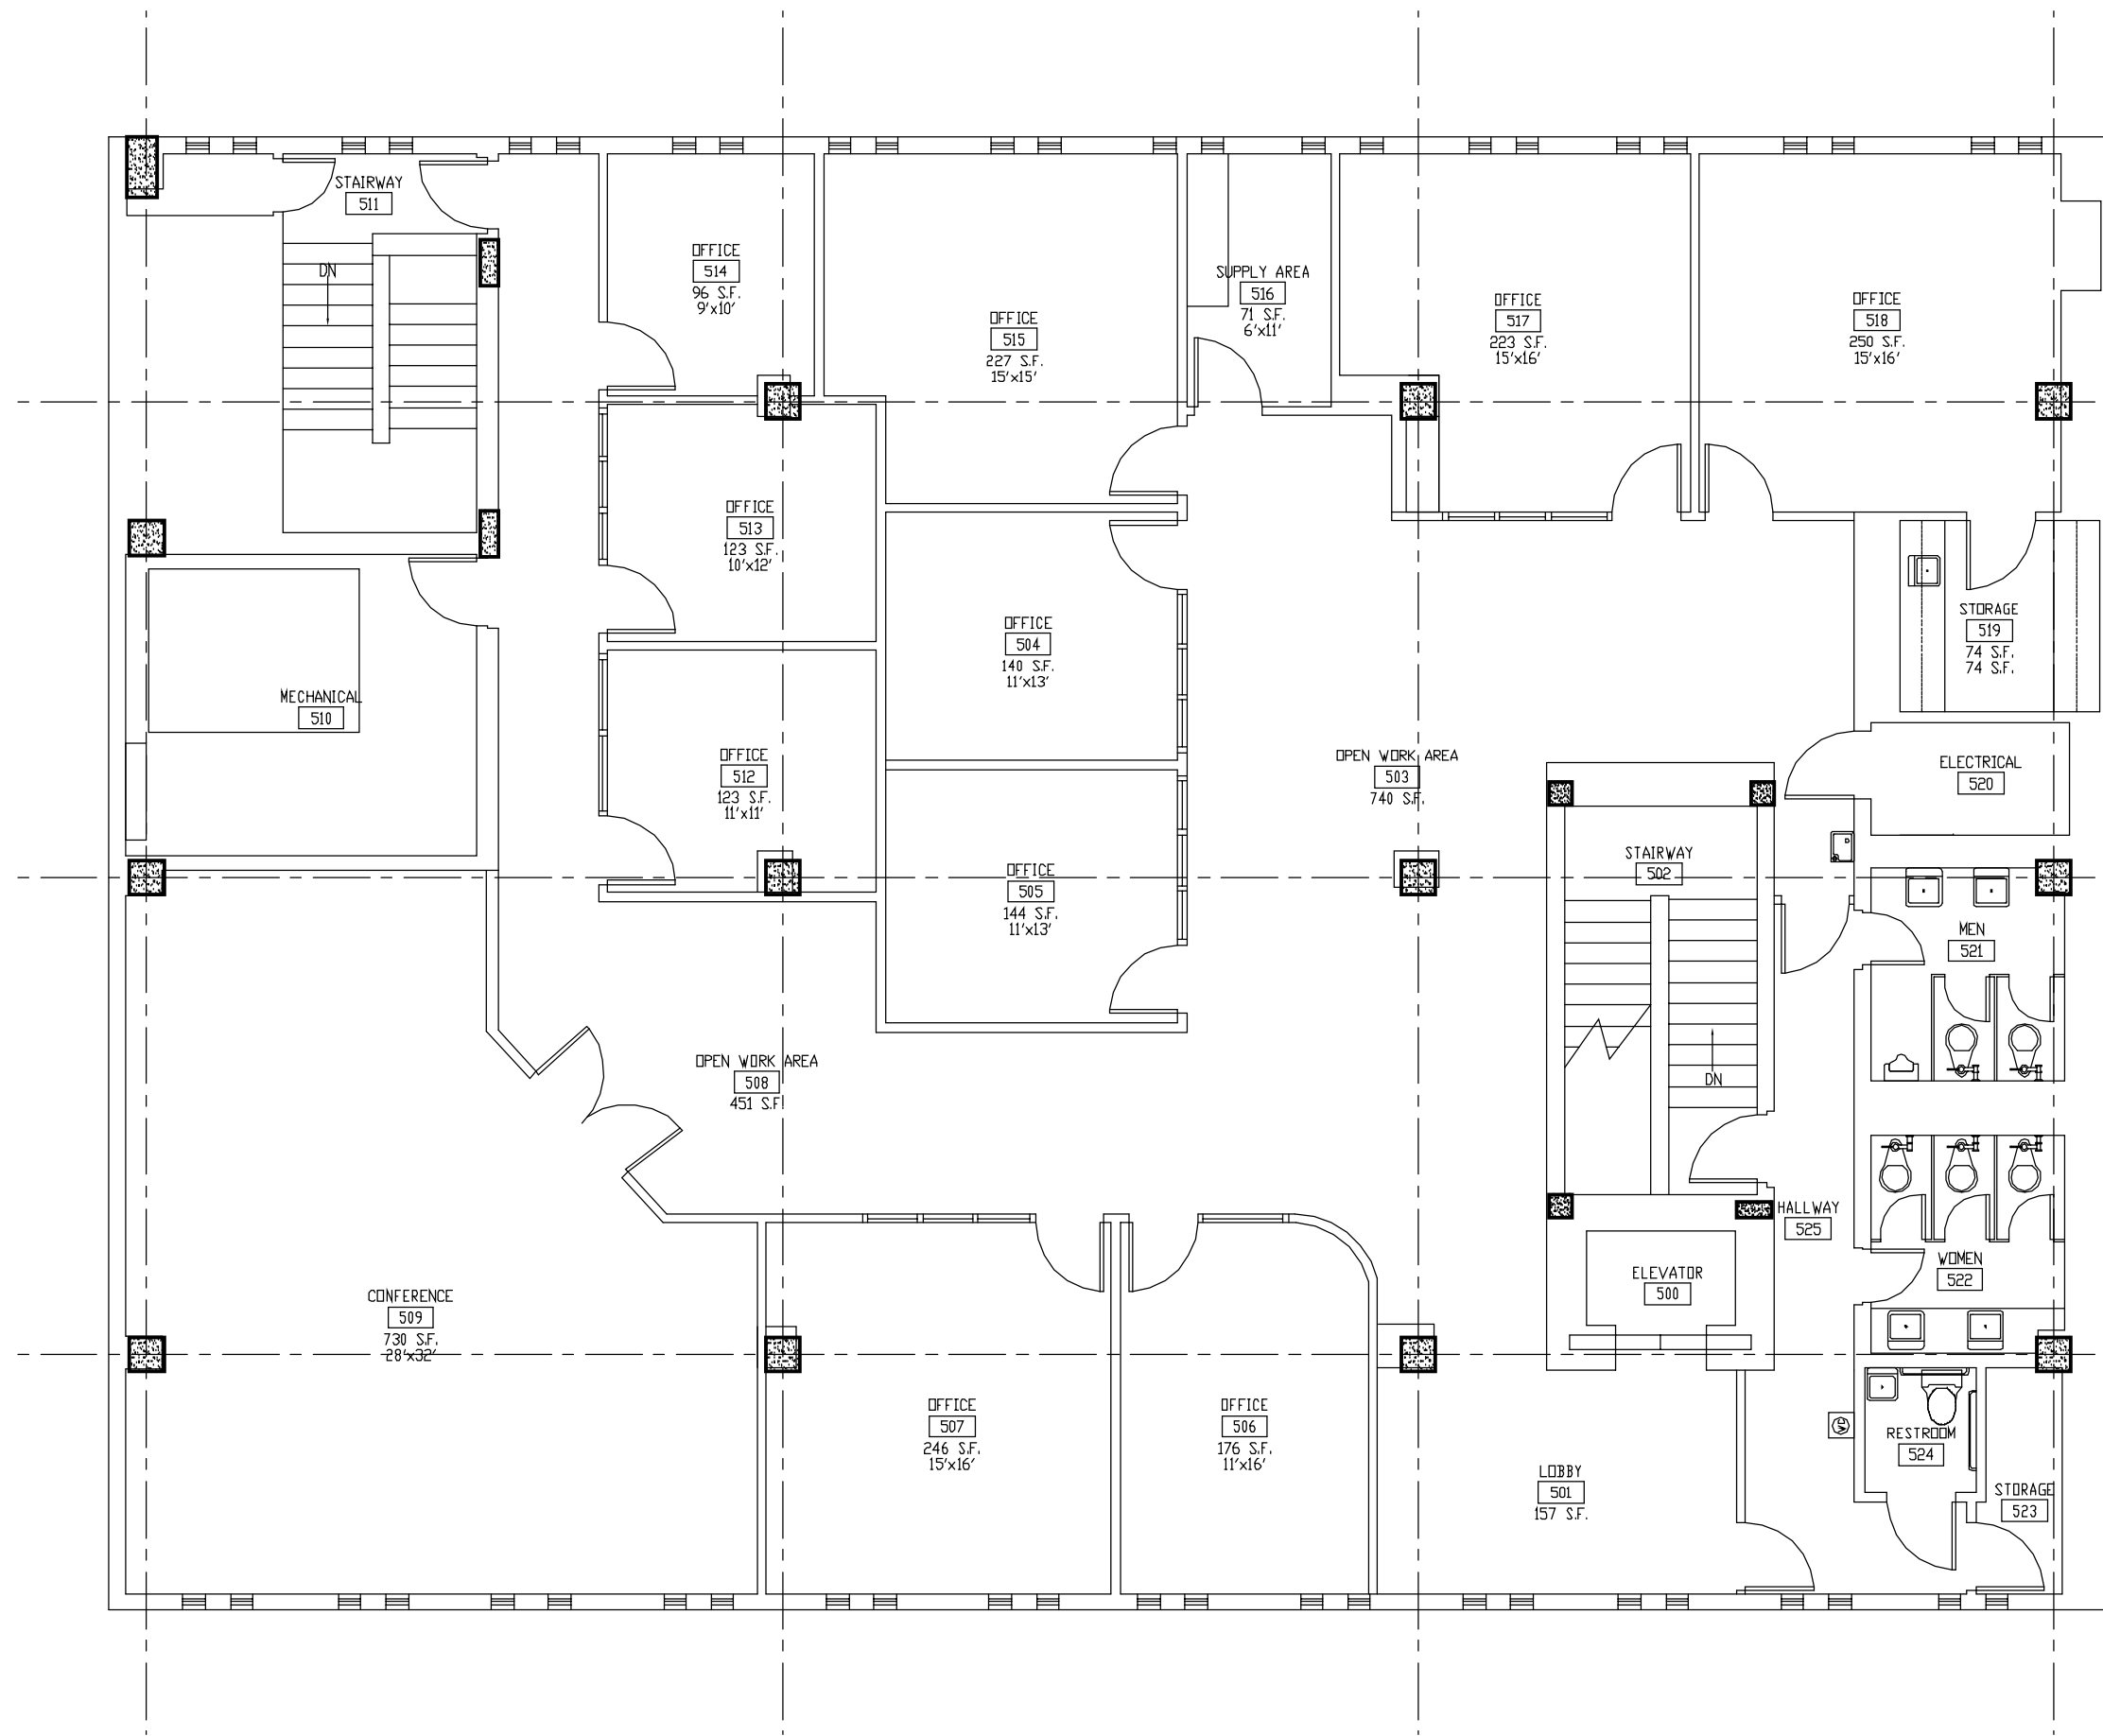 STAIRWAY
511
DN
OFFICE
514
96 S.F.
9'x10'
OFFICE
515
227 S.F.
15'x15'
SUPPLY AREA
516
71 S.F.
6'x11'
OFFICE
517
223 S.F.
15'x16'
OFFICE
518
250 S.F.
15'x16'
OFFICE
513
123 S.F.
10'x12'
OFFICE
504
140 S.F.
11'x13'
STORAGE
519
74 S.F.
74 S.F.
MECHANICAL
510
OFFICE
512
123 S.F.
11'x11'
OPEN WORK AREA
503
740 S.F.
ELECTRICAL
520
STAIRWAY
502
DN
OFFICE
505
144 S.F.
11'x13'
MEN
521
OPEN WORK AREA
508
451 S.F
HALLWAY
525
WOMEN
522
ELEVATOR
500
CONFERENCE
509
730 S.F.
28'x32'
OFFICE
507
246 S.F.
15'x16'
OFFICE
506
176 S.F.
11'x16'
LOBBY
501
157 S.F.
RESTROOM
524
STORAGE
523